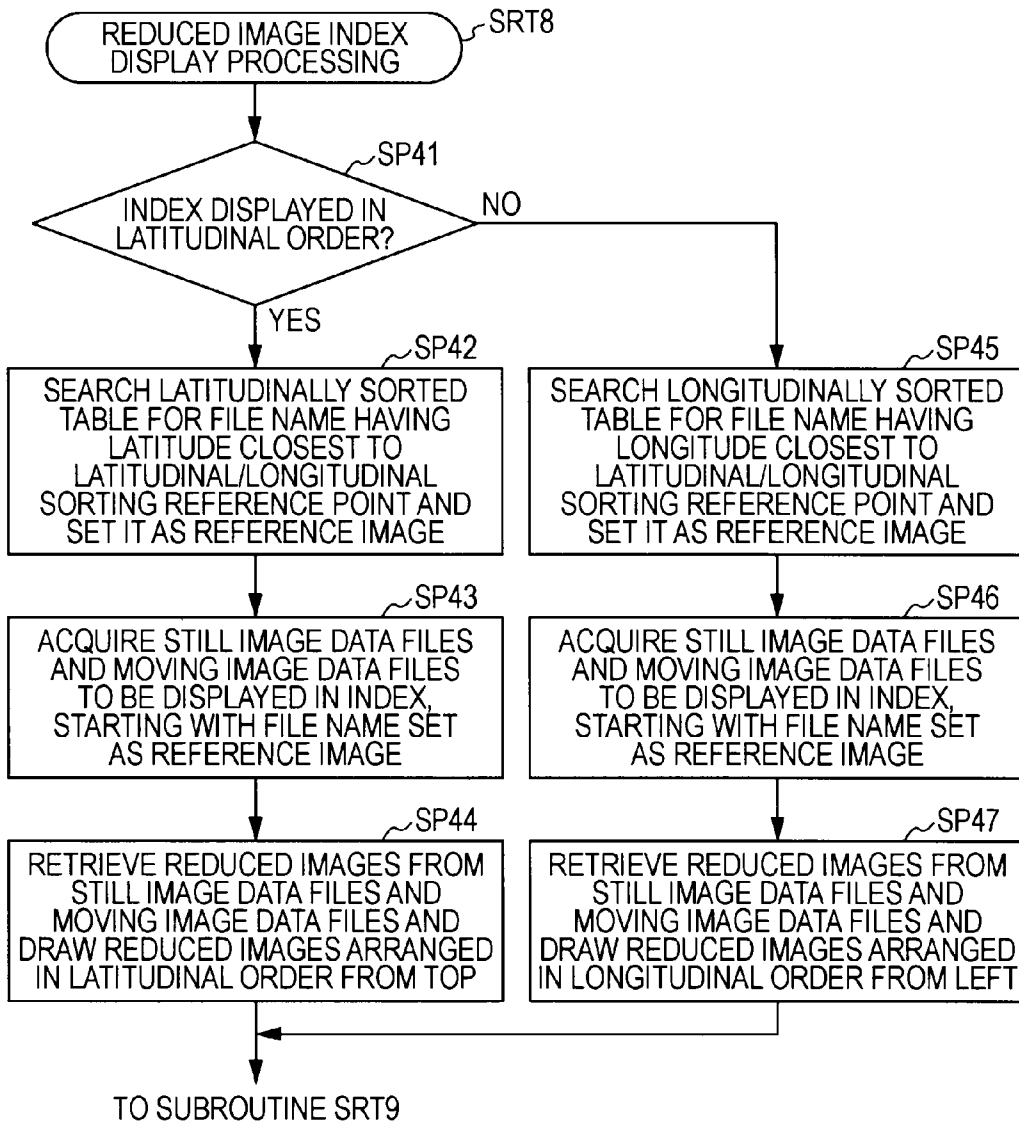 REDUCED IMAGE INDEX
DISPLAY PROCESSING
SRT8
SP41
INDEX DISPLAYED IN
LATITUDINAL ORDER?
NO
YES
SP42
SEARCH LATITUDINALLY SORTED
TABLE FOR FILE NAME HAVING
LATITUDE CLOSEST TO
LATITUDINAL/LONGITUDINAL
SORTING REFERENCE POINT AND
SET IT AS REFERENCE IMAGE
SP45
SEARCH LONGITUDINALLY SORTED
TABLE FOR FILE NAME HAVING
LONGITUDE CLOSEST TO
LATITUDINAL/LONGITUDINAL
SORTING REFERENCE POINT AND
SET IT AS REFERENCE IMAGE
SP43
ACQUIRE STILL IMAGE DATA FILES
AND MOVING IMAGE DATA FILES
TO BE DISPLAYED IN INDEX,
STARTING WITH FILE NAME SET
AS REFERENCE IMAGE
SP46
ACQUIRE STILL IMAGE DATA FILES
AND MOVING IMAGE DATA FILES
TO BE DISPLAYED IN INDEX,
STARTING WITH FILE NAME SET
AS REFERENCE IMAGE
SP44
RETRIEVE REDUCED IMAGES FROM
STILL IMAGE DATA FILES AND
MOVING IMAGE DATA FILES AND
DRAW REDUCED IMAGES ARRANGED
IN LATITUDINAL ORDER FROM TOP
SP47
RETRIEVE REDUCED IMAGES FROM
STILL IMAGE DATA FILES AND
MOVING IMAGE DATA FILES AND
DRAW REDUCED IMAGES ARRANGED
IN LONGITUDINAL ORDER FROM LEFT
TO SUBROUTINE SRT9